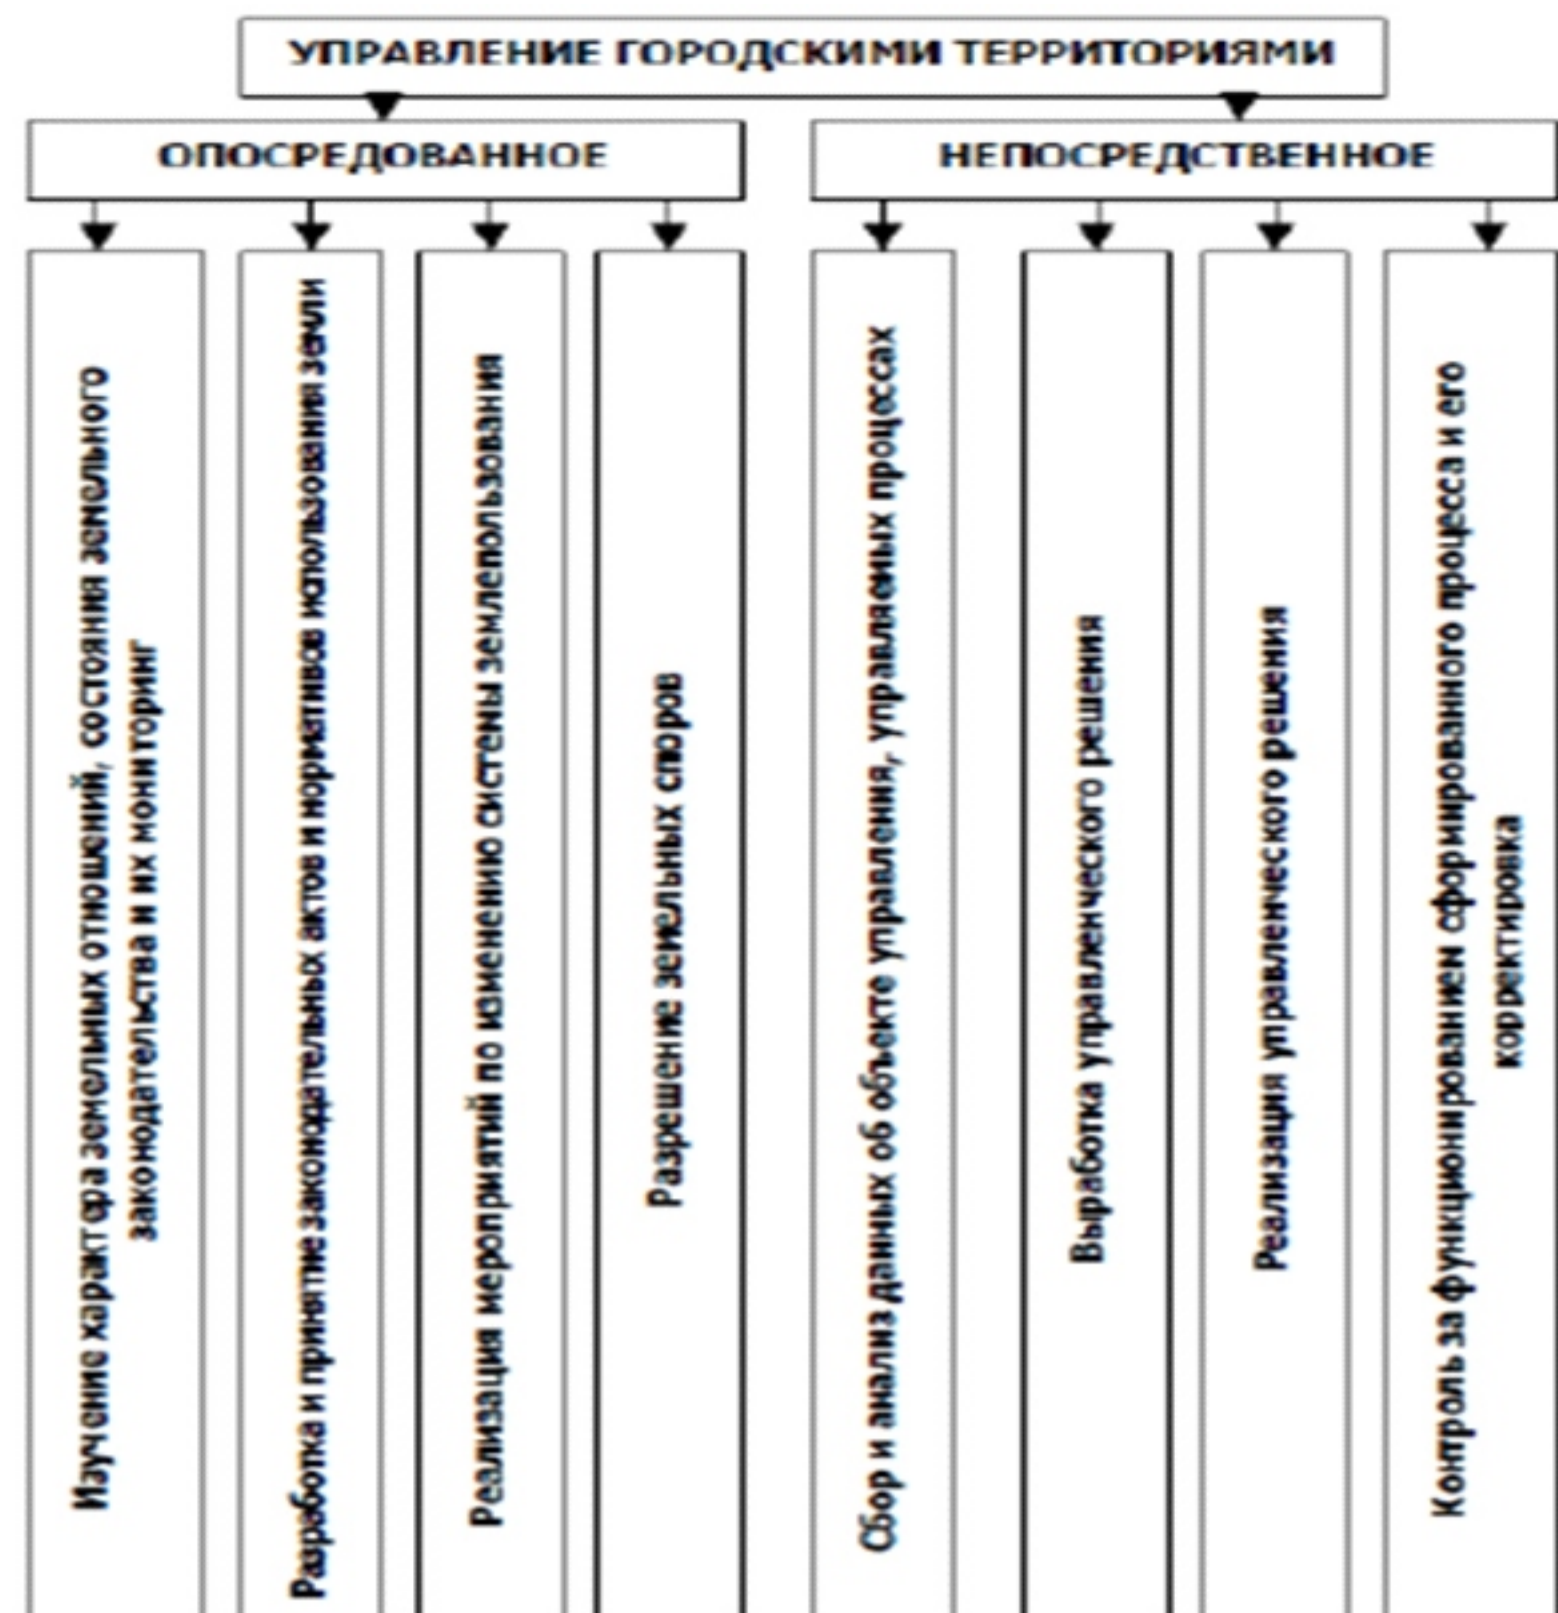 УПРАВЛЕНИЕ ГОРОДСКИМИ ТЕРРИТОРИЯМИ
ОПОСРЕДОВАННОЕ
НЕПОСРЕДСТВЕННОЕ
Изучение характера земельных отношений, состояния земельного
законодательства и их мониторинг
Разработка и принятие законодательных актов и нормативов использования земли
Реализация мероприятий по изменению системы землепользования
Разрешение земельных споров
Сбор и анализ данных об объекте управления, управляемых процессах
Выработка управленческого решения
Реализация управленческого решения
Контроль за функционированием сформированного процесса и его
корректировка